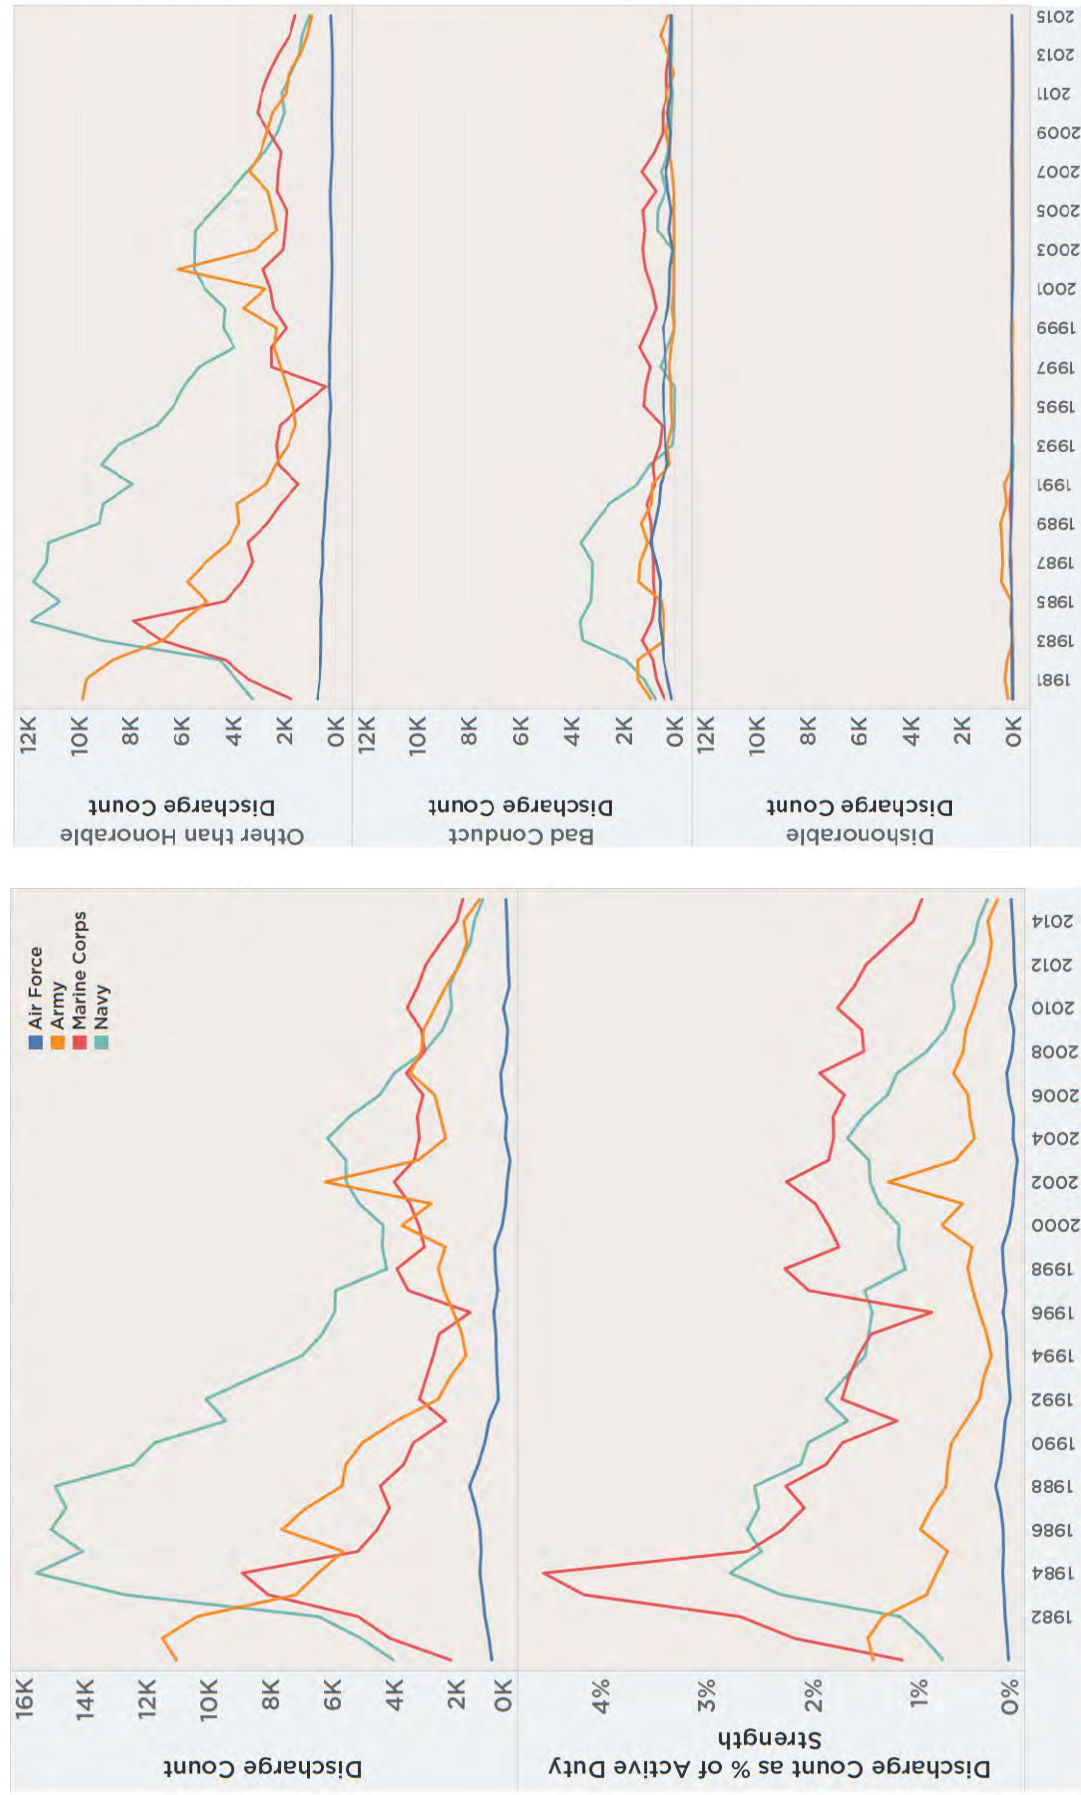 Air Force
Army
Marine Corps
Navy
Discharge Count
16K
14K
12K
10K
8K
6K
4K
2K
0K
Discharge Count as % of Active Duty
Strength
4%
3%
2%
1%
0%
1982
1984
1986
1988
1990
1992
1994
1996
1998
2000
2002
2004
2006
2008
2010
2012
2014
Other than Honorable
Discharge Count
12K
10K
8K
6K
4K
2K
0K
Bad Conduct
Discharge Count
12K
10K
8K
6K
4K
2K
0K
Dishonorable
Discharge Count
12K
10K
8K
6K
4K
2K
0K
1981
1983
1985
1987
1989
1991
1993
1995
1997
1999
2001
2003
2005
2007
2009
2011
2013
2015